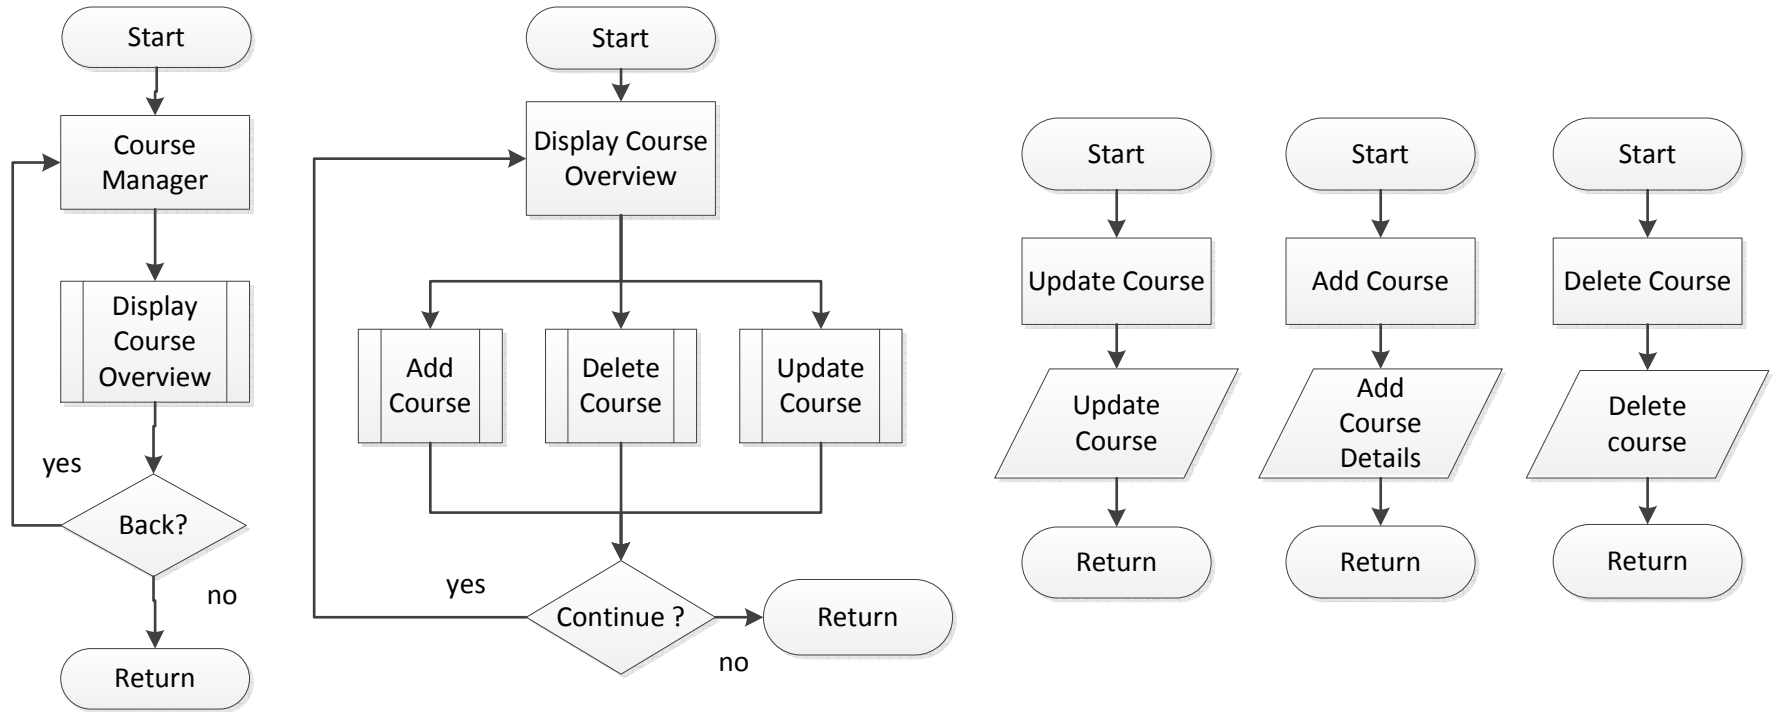 Start
Course
Manager
Display
Course
Overview
yes
Back?
no
Return
Start
Display Course
Overview
Add
Course
Delete
Course
Update
Course
yes
Continue ?
no
Return
Start
Update Course
Update
Course
Return
Start
Add Course
Add
Course
Details
Return
Start
Delete Course
Delete
course
Return